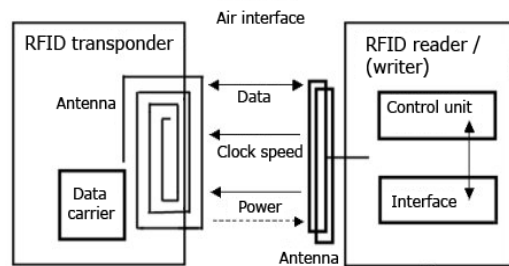 Air interface
RFID transponder
Antenna
Data
carrier
Data
Clock speed
Power
Antenna
RFID reader /
(writer)
Control unit
Interface